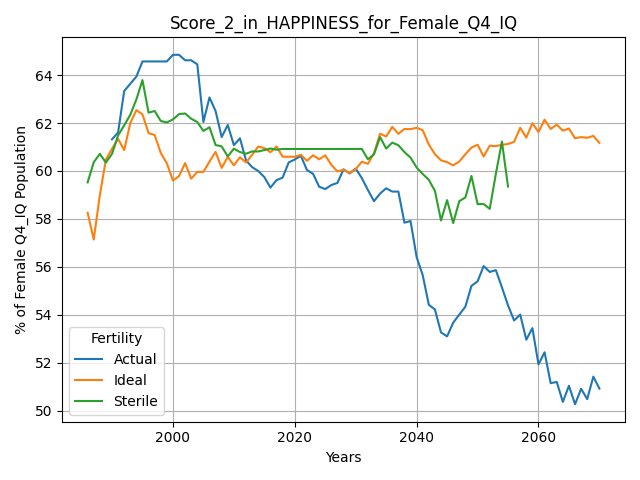 Score_2_in_HAPPINESS_for_Female_Q4_IQ
% of Female Q4_IQ Population
64
62
60
58
56
54
52
50
Fertility
Actual
Ideal
Sterile
2000 2020 2040 2060
Years